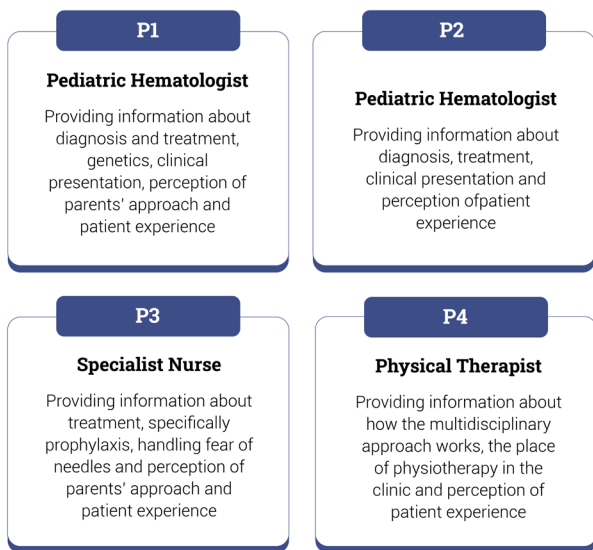 P1
Pediatric Hematologist
Providing information about
diagnosis and treatment,
genetics, clinical
presentation, perception of
parents' approach and
patient experience
P2
Pediatric Hematologist
Providing information about
diagnosis, treatment,
clinical presentation and
perception ofpatient
experience
P3
Specialist Nurse
Providing information about
treatment, specifically
prophylaxis, handling fear of
needles and perception of
parents' approach and
patient experience
P4
Physical Therapist
Providing information about
how the multidisciplinary
approach works, the place
of physiotherapy in the
clinic and perception of
patient experience